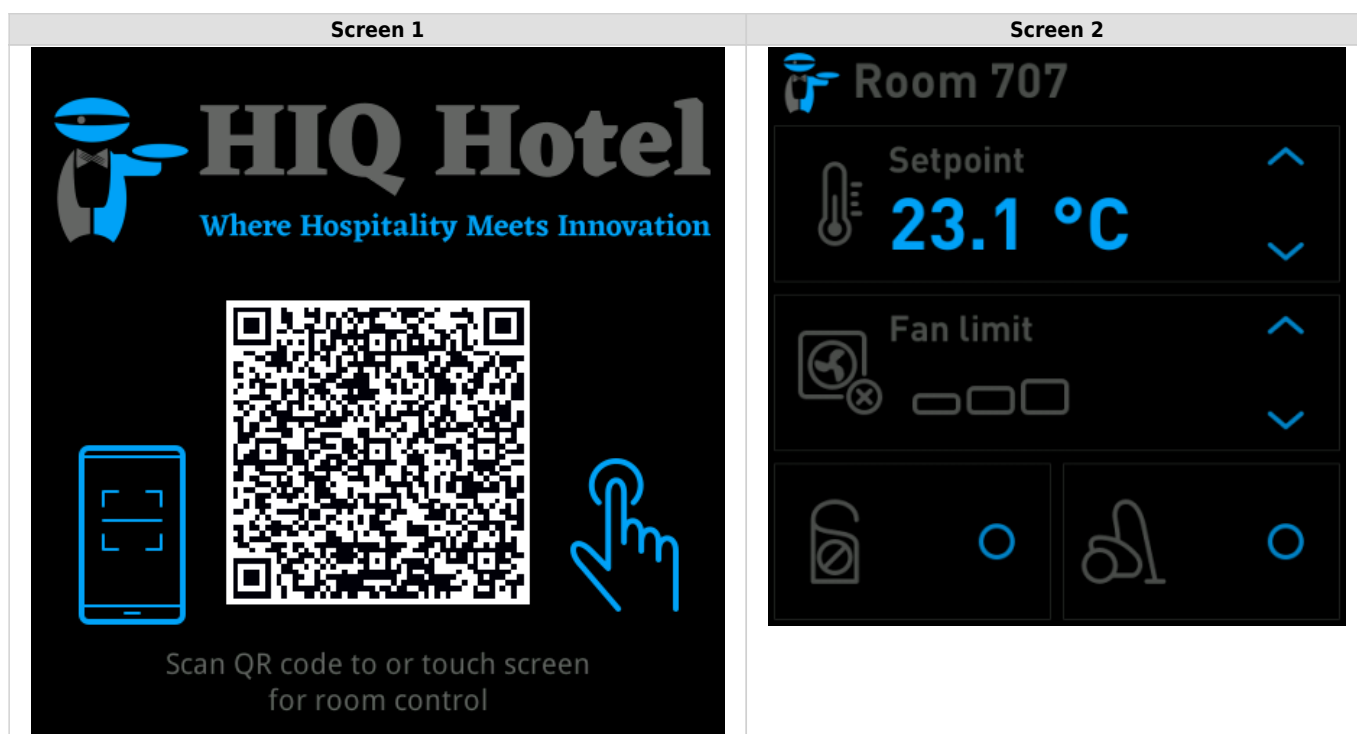 Screen 1
Screen 2
HIQ Hotel
Where Hospitality Meets Innovation
Scan QR code to or touch screen
for room control
Room 707
Setpoint
23.1 °C
Fan limit